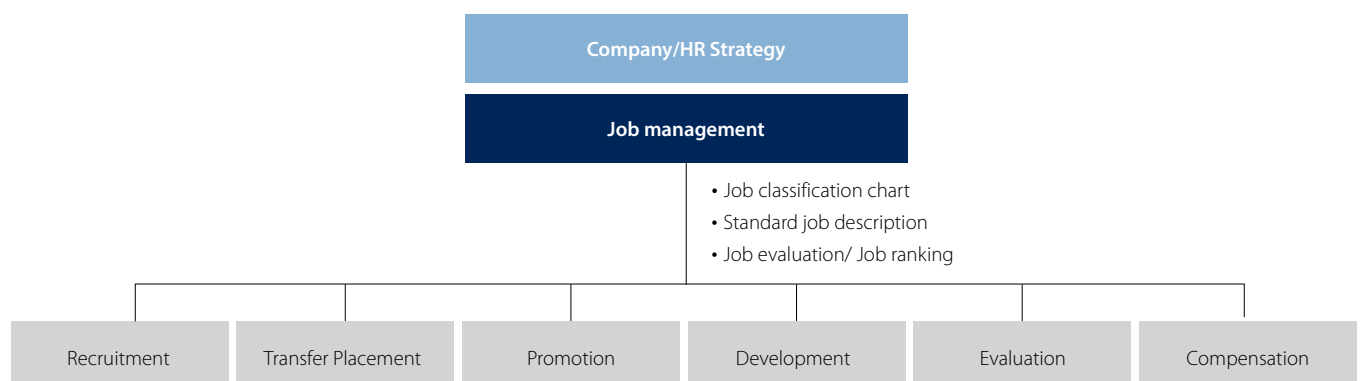 Company/HR Strategy
Job management
• Job classification chart
• Standard job description
• Job evaluation/ Job ranking
Recruitment
Transfer Placement
Promotion
Development
Evaluation
Compensation